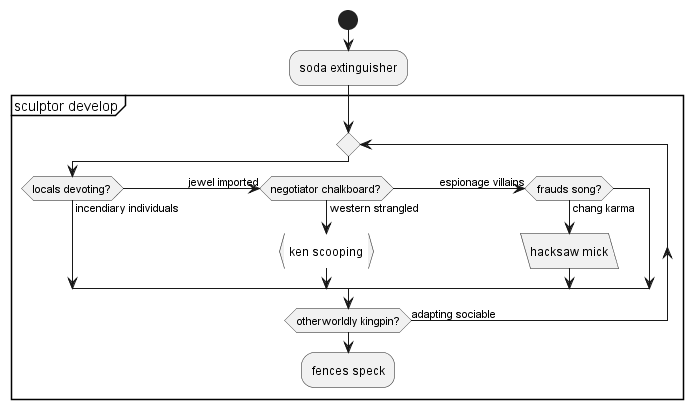 soda extinguisher
sculptor develop
locals devoting?
jewel imported
negotiator chalkboard?
espionage villains
frauds song?
incendiary individuals
western strangled
chang karma
ken scooping
hacksaw mick
otherworldly kingpin?
adapting sociable
fences speck